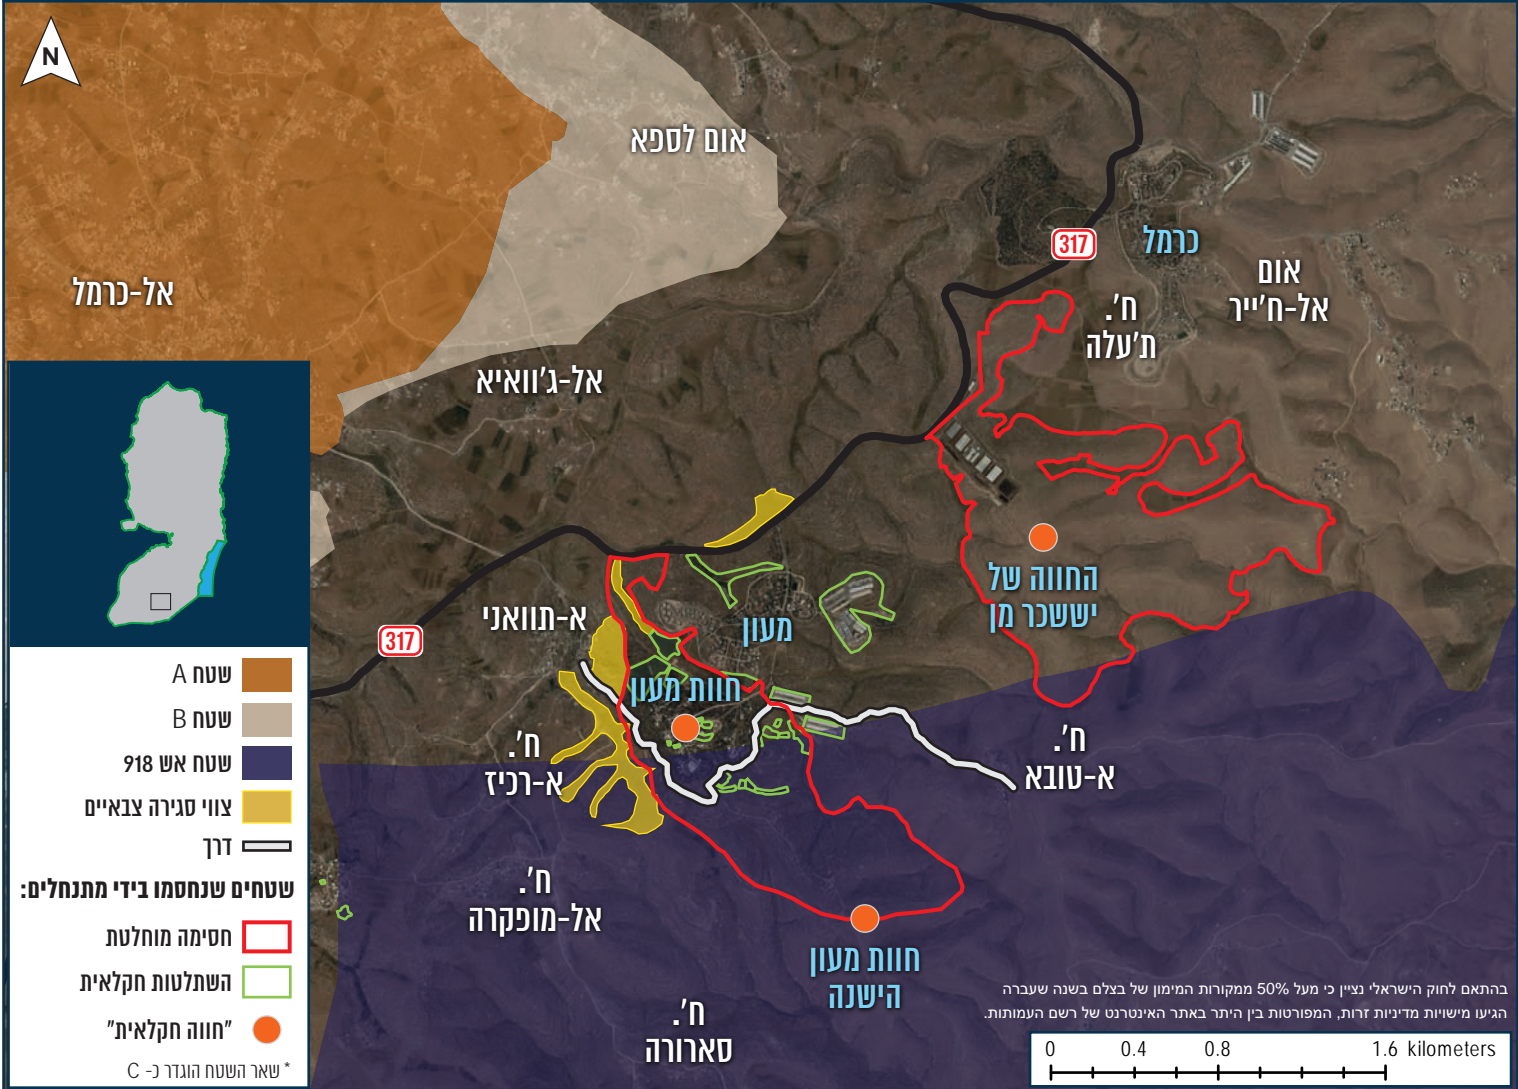 N
אום לספא
317
כרמל
אום
אל-ח'ייר
ח'.
ת'עלה
אל-כרמל
אל-ג'וואיא
החווה של
יששכר מן
א-תוואני
מעון
317
חוות מעון
ח'.
א-רכיז
ח'.
א-טובא
ח'.
אל-מופקרה
חוות מעון
הישנה
ח'.
סארורה
שטח A
שטח B
שטח אש 918
צווי סגירה צבאיים
דרך
שטחים שנחסמו בידי מתנחלים:
חסימה מוחלטת
השתלטות חקלאית
"חווה חקלאית"
* שאר השטח הוגדר כ- C
בהתאם לחוק הישראלי נציין כי מעל 50% ממקורות המימון של בצלם בשנה שעברה
הגיעו מישויות מדיניות זרות, המפורטות בין היתר באתר האינטרנט של רשם העמותות.
0 0.4 0.8 1.6 kilometers